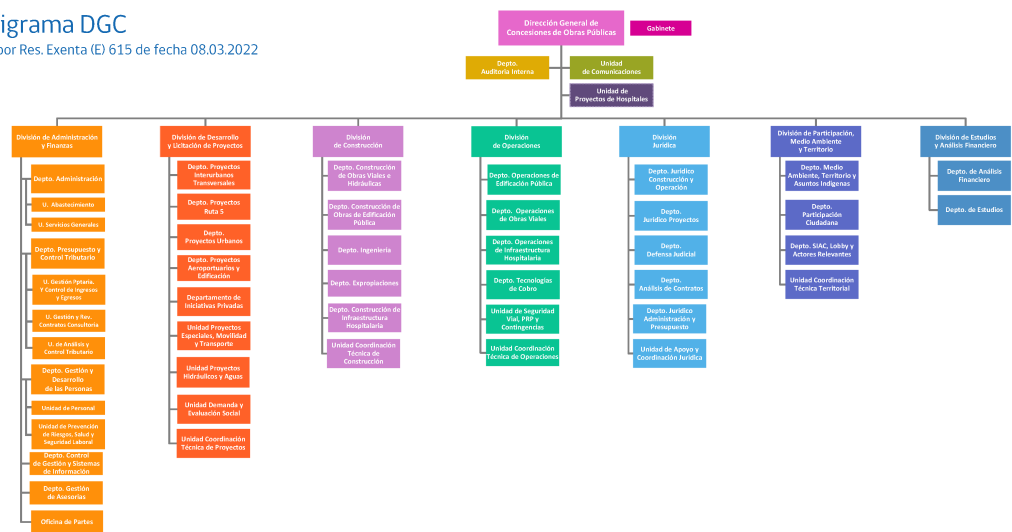 igrama DGC
por Res. Exenta (E) 615 de fecha 08.03.2022
Dirección General de
Concesiones de Obras Públicas
Gabinete
Depto.
Auditoria Interna
Unidad
de Comunicaciones
Unidad de
Proyectos de Hospitales
División de Administración
y Finanzas
Depto. Administración
U. Abastecimiento
U. Servicios Generales
Depto. Presupuesto y
Control Tributario
U. Gestión Pptaria.
Y Control de Ingresos
y Egresos
U. Gestión y Rev.
Contratos Consultoría
U. de Análisis y
Control Tributario
Depto. Gestión y
Desarrollo
de las Personas
Unidad de Personal
Unidad de Prevención
de Riesgos, Salud y
Seguridad Laboral
Depto. Control
de Gestión y Sistemas
de Información
Depto. Gestión
de Asesorías
Oficina de Partes
División de Desarrollo
y Licitación de Proyectos
Depto. Proyectos
Interurbanos
Transversales
Depto. Proyectos
Ruta 5
Depto.
Proyectos Urbanos
Depto. Proyectos
Aeroportuarios y
Edificación
Departamento de
Iniciativas Privadas
Unidad Proyectos
Especiales, Movilidad
y Transporte
Unidad Proyectos
Hidráulicos y Aguas
Unidad Demanda y
Evaluación Social
Unidad Coordinación
Técnica de Proyectos
División
de Construcción
Depto. Construcción
de Obras Viales e
Hidráulicas
Depto. Construcción de
Obras de Edificación
Pública
Depto. Ingeniería
Depto. Expropiaciones
Depto. Construcción de
Infraestructura
Hospitalaria
Unidad Coordinación
Técnica de
Construcción
División
de Operaciones
Depto. Operaciones de
Edificación Pública
Depto. Operaciones
de Obras Viales
Depto. Operaciones
de Infraestructura
Hospitalaria
Depto. Tecnologías
de Cobro
Unidad de Seguridad
Vial, PRP y
Contingencias
Unidad Coordinación
Técnica de Operaciones
División
Jurídica
Depto. Jurídico
Construcción y
Operación
Depto.
Jurídico Proyectos
Depto.
Defensa Judicial
Depto.
Análisis de Contratos
Depto. Jurídico
Administración y
Presupuesto
Unidad de Apoyo y
Coordinación Jurídica
División de Participación,
Medio Ambiente
y Territorio
Depto. Medio
Ambiente, Territorio y
Asuntos Indígenas
Depto.
Participación
Ciudadana
Depto. SIAC, Lobby y
Actores Relevantes
Unidad Coordinación
Técnica Territorial
División de Estudios
y Análisis Financiero
Depto. de Análisis
Financiero
Depto. de Estudios